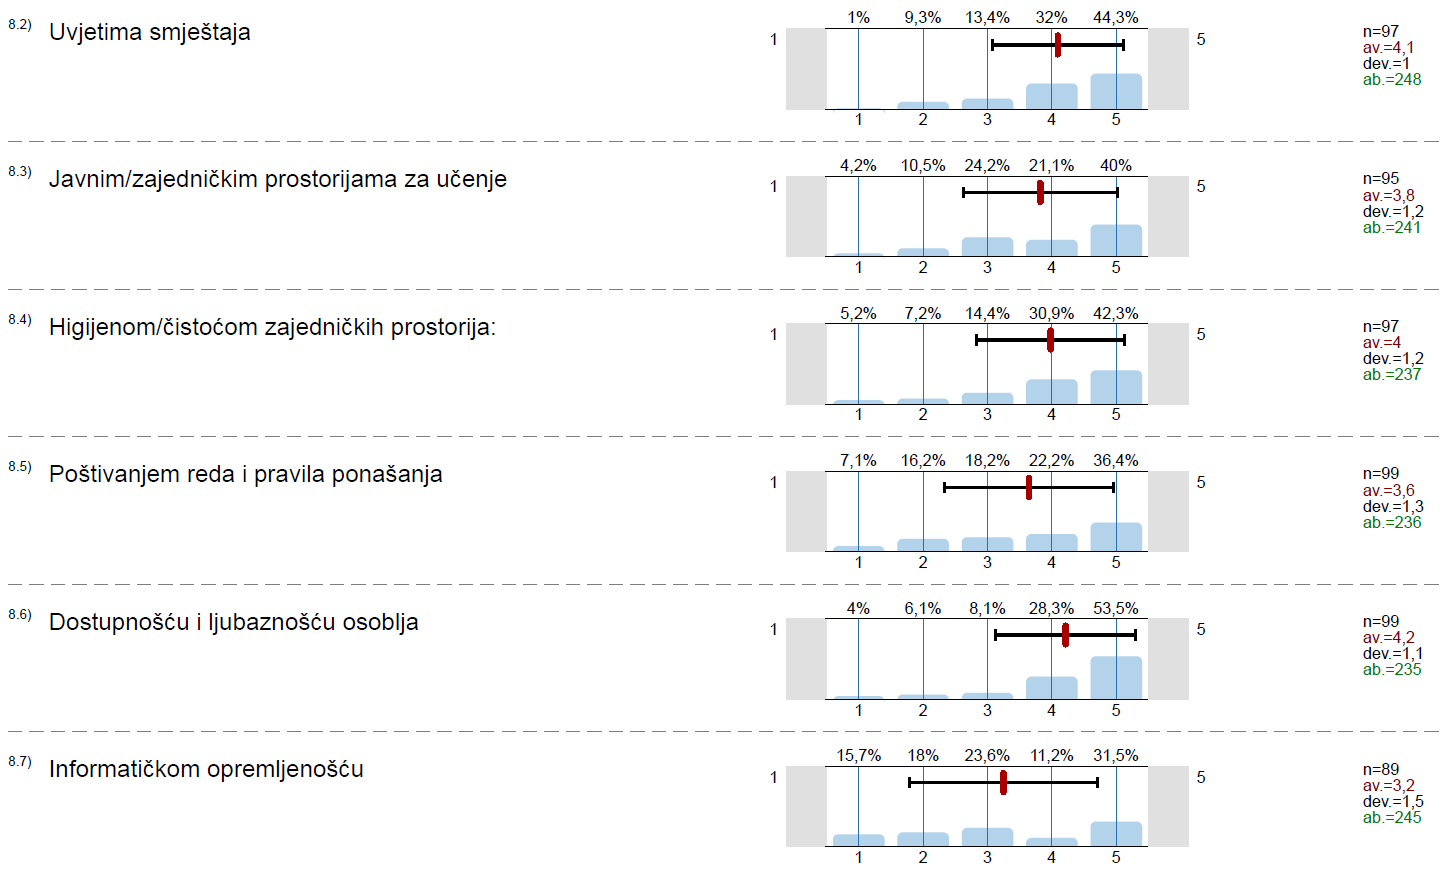 8.2) Uvjetima smještaja
1% 9,3% 13,4% 32% 44,3%
1 5
1 2 3 4 5
n=97
av.=4,1
dev.=1
ab.=248
8.3) Javnim/zajedničkim prostorijama za učenje
4,2% 10,5% 24,2% 21,1% 40%
1 5
1 2 3 4 5
n=95
av.=3,8
dev.=1,2
ab.=241
8.4) Higijenom/čistoćom zajedničkih prostorija:
5,2% 7,2% 14,4% 30,9% 42,3%
1 5
1 2 3 4 5
n=97
av.=4
dev.=1,2
ab.=237
8.5) Poštivanjem reda i pravila ponašanja
7,1% 16,2% 18,2% 22,2% 36,4%
1 5
1 2 3 4 5
n=99
av.=3,6
dev.=1,3
ab.=236
8.6) Dostupnošću i ljubaznošću osoblja
4% 6,1% 8,1% 28,3% 53,5%
1 5
1 2 3 4 5
n=99
av.=4,2
dev.=1,1
ab.=235
8.7) Informatičkom opremljenošću
15,7% 18% 23,6% 11,2% 31,5%
1 5
1 2 3 4 5
n=89
av.=3,2
dev.=1,5
ab.=245